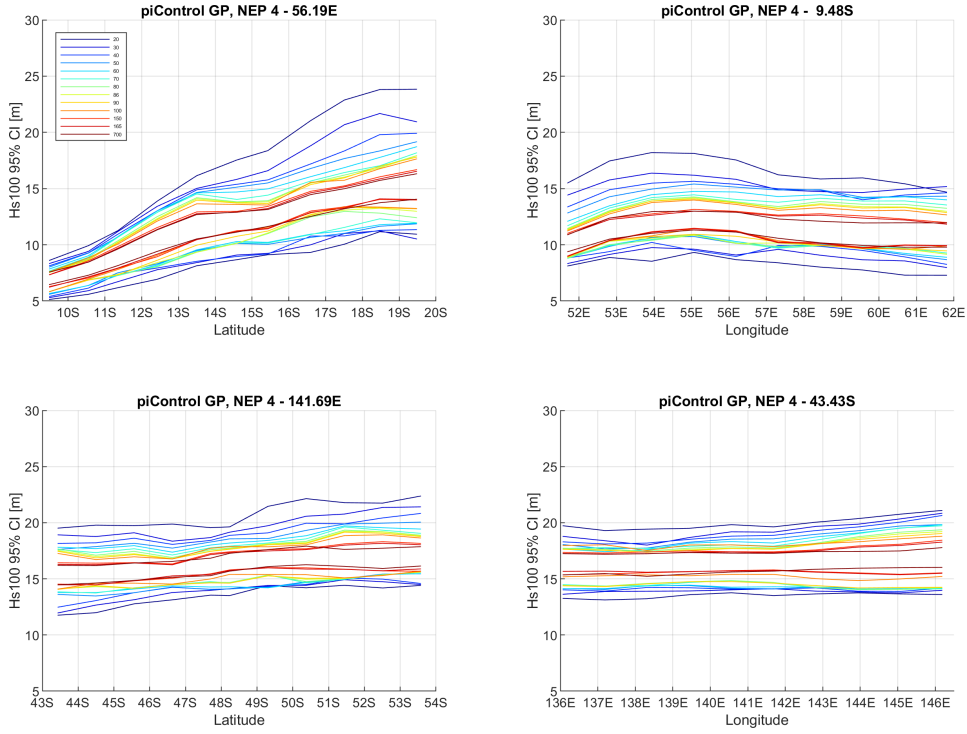 piControl GP, NEP 4 - 56.19E
Hs100 95% CI [m]
30
25
20
15
10
5
20
30
40
50
60
70
80
86
90
100
150
165
700
10S 11S 12S 13S 14S 15S 16S 17S 18S 19S 20S
Latitude
piControl GP, NEP 4 - 9.48S
Hs100 95% CI [m]
30
25
20
15
10
5
52E 53E 54E 55E 56E 57E 58E 59E 60E 61E 62E
Longitude
piControl GP, NEP 4 - 141.69E
Hs100 95% CI [m]
30
25
20
15
10
5
43S 44S 45S 46S 47S 48S 49S 50S 51S 52S 53S 54S
Latitude
piControl GP, NEP 4 - 43.43S
Hs100 95% CI [m]
30
25
20
15
10
5
136E 137E 138E 139E 140E 141E 142E 143E 144E 145E 146E
Longitude